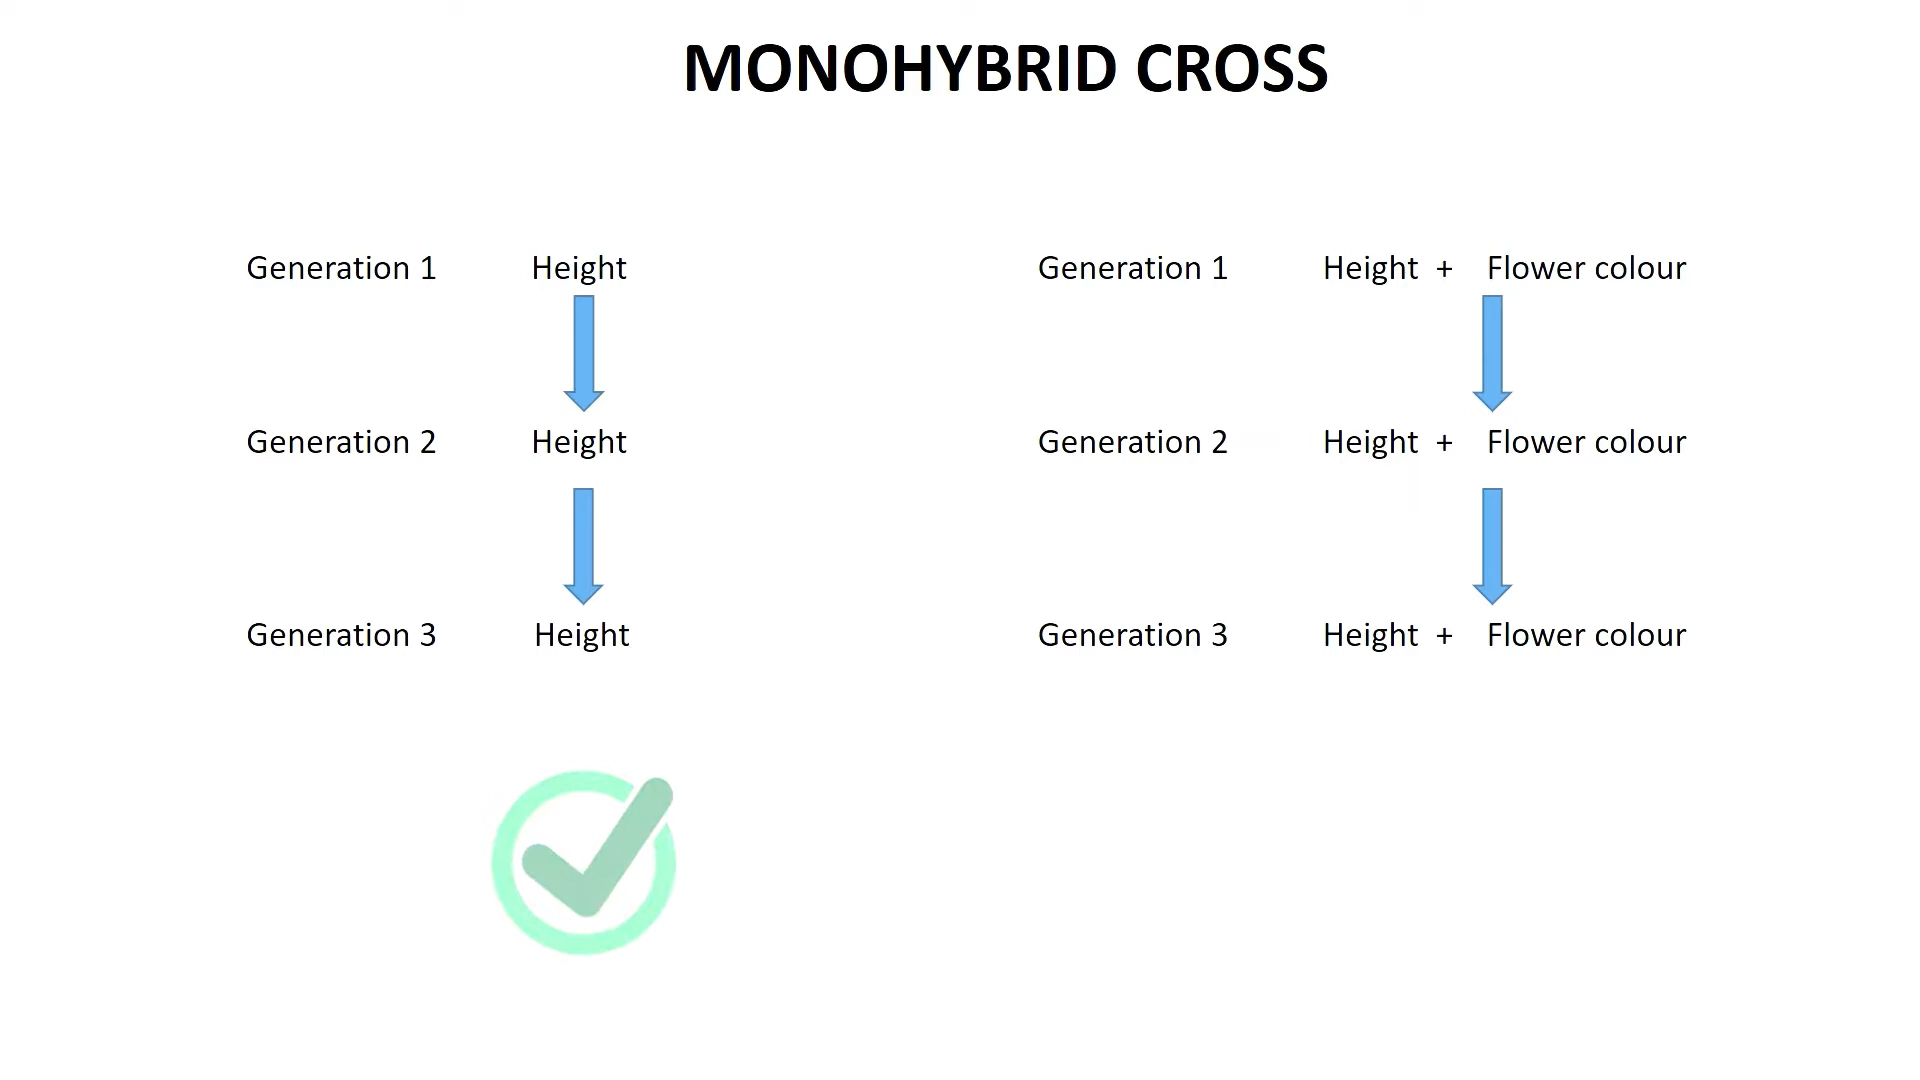 MONOHYBRID CROSS
Generation 1 Height
Generation 2 Height
Generation 3 Height
Generation 1 Height + Flower colour
Generation 2 Height + Flower colour
Generation 3 Height + Flower colour